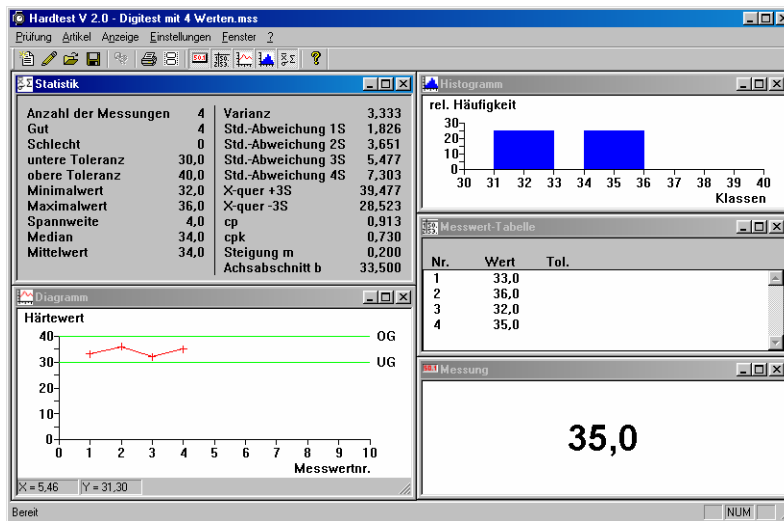 Hardtest V 2.0 - Digitest mit 4 Werten.mss
Prüfung Artikel Anzeige Einstellungen Fenster ?
Statistik
Anzahl der Messungen 4 Varianz 3,333
Gut 4 Std.-Abweichung 1S 1,826
Schlecht 0 Std.-Abweichung 2S 3,651
untere Toleranz 30,0 Std.-Abweichung 3S 5,477
obere Toleranz 40,0 Std.-Abweichung 4S 7,303
Minimalwert 32,0 X-quer +3S 39,477
Maximalwert 36,0 X-quer -3S 28,523
Spannweite 4,0 cp 0,913
Median 34,0 cpk 0,730
Mittelwert 34,0 Steigung m 0,200
Achsabschnitt b 33,500
Histogramm
rel. Häufigkeit
30
20
10
0
30 31 32 33 34 35 36 37 38 39 40
Klassen
Messwert-Tabelle
Nr. Wert Tol.
1 33,0
2 36,0
3 32,0
4 35,0
Diagramm
Härtewert
40 OG
30 UG
20
10
0
0 1 2 3 4 5 6 7 8 9 10
Messwertnr.
X = 5,46 Y = 31,30
Messung
35,0
Bereit NUM